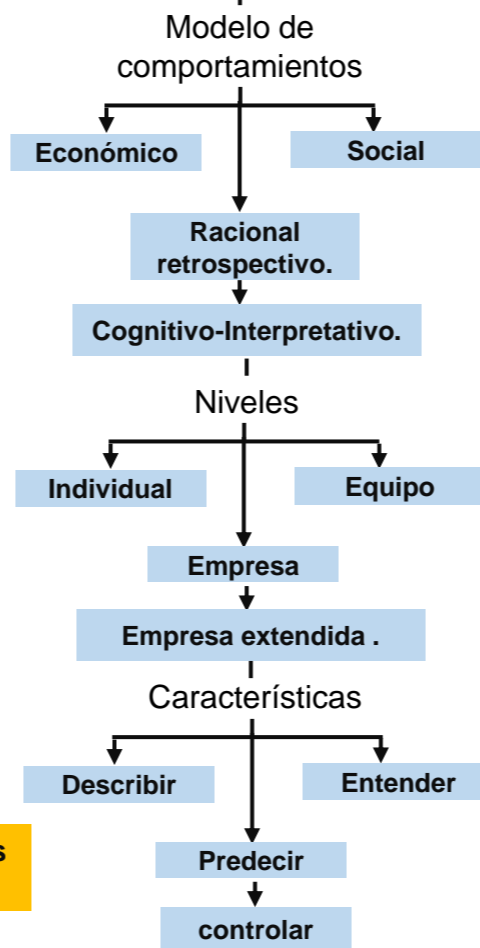 Modelo de
comportamientos
Económico
Social
Racional
retrospectivo.
Cognitivo-Interpretativo.
Niveles
Individual
Equipo
Empresa
Empresa extendida .
Característícas
Describir
Entender
s
Predecir
controlar